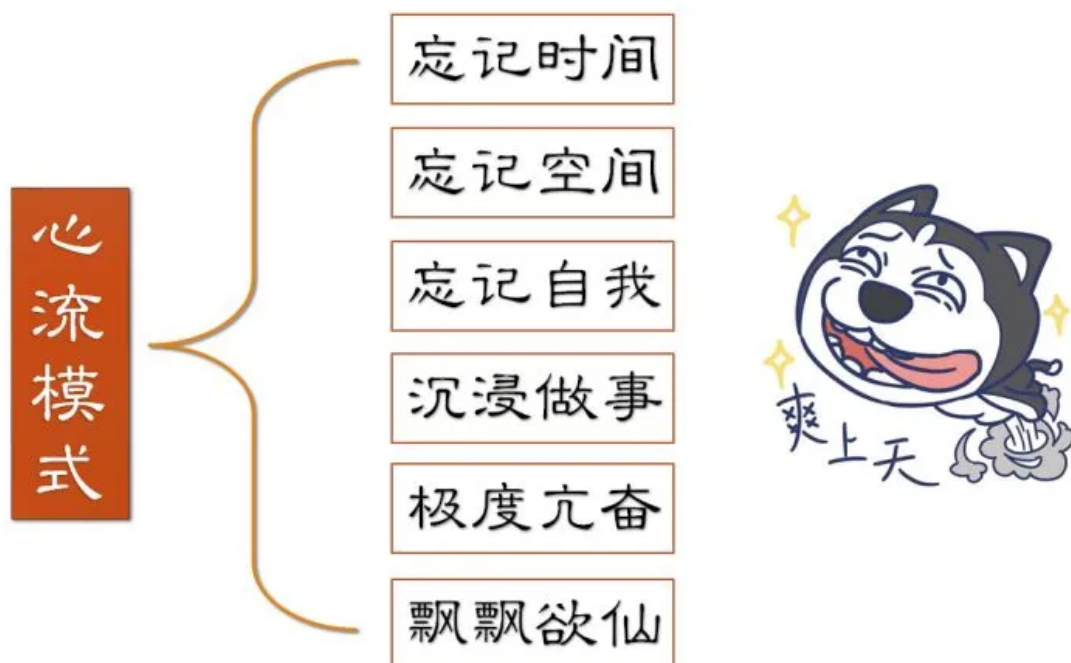 心流模式
忘记时间
忘记空间
忘记自我
沉浸做事
极度亢奋
飘飘欲仙
爽上天